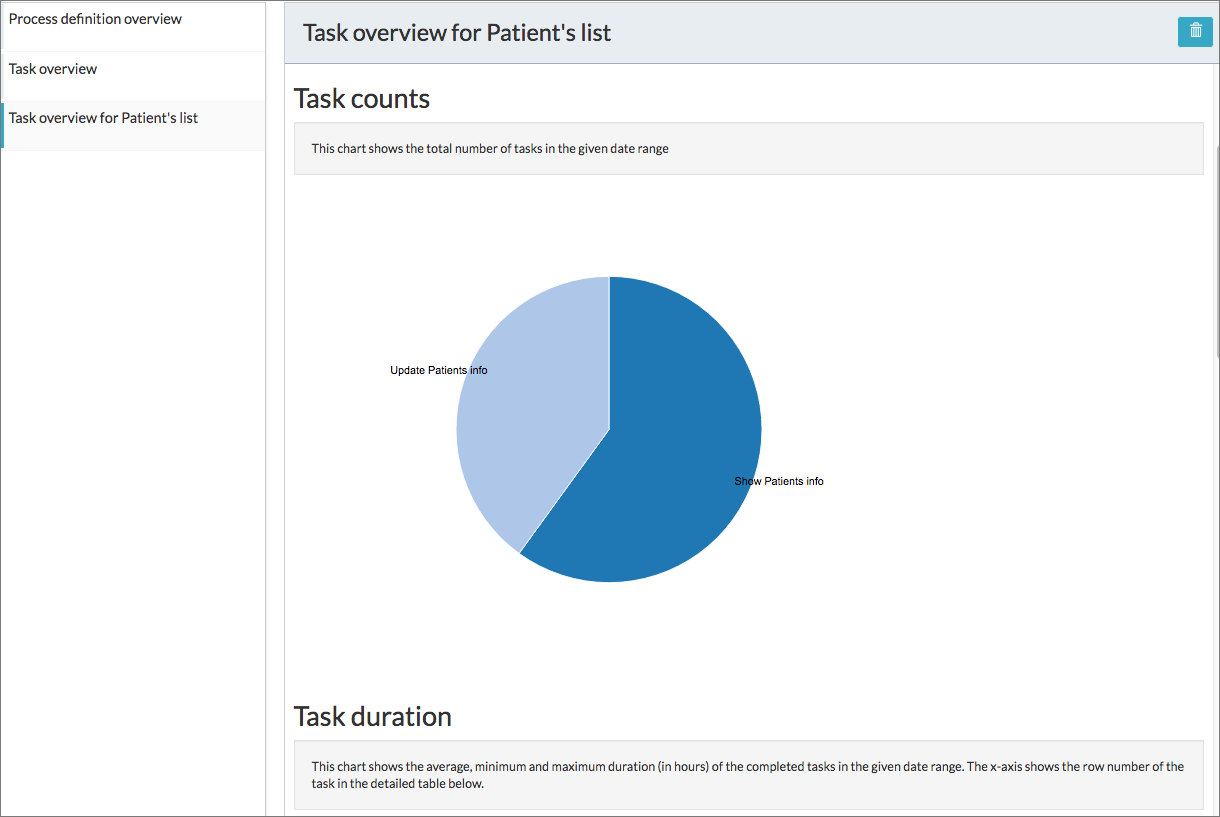 Process definition overview
Task overview
Task overview for Patient's list
Task overview for Patient's list
Task counts
This chart shows the total number of tasks in the given date range
Update Patients info
Show Patients info
Task duration
This chart shows the average, minimum and maximum duration (in hours) of the completed tasks in the given date range. The x-axis shows the row number of the
task in the detailed table below.